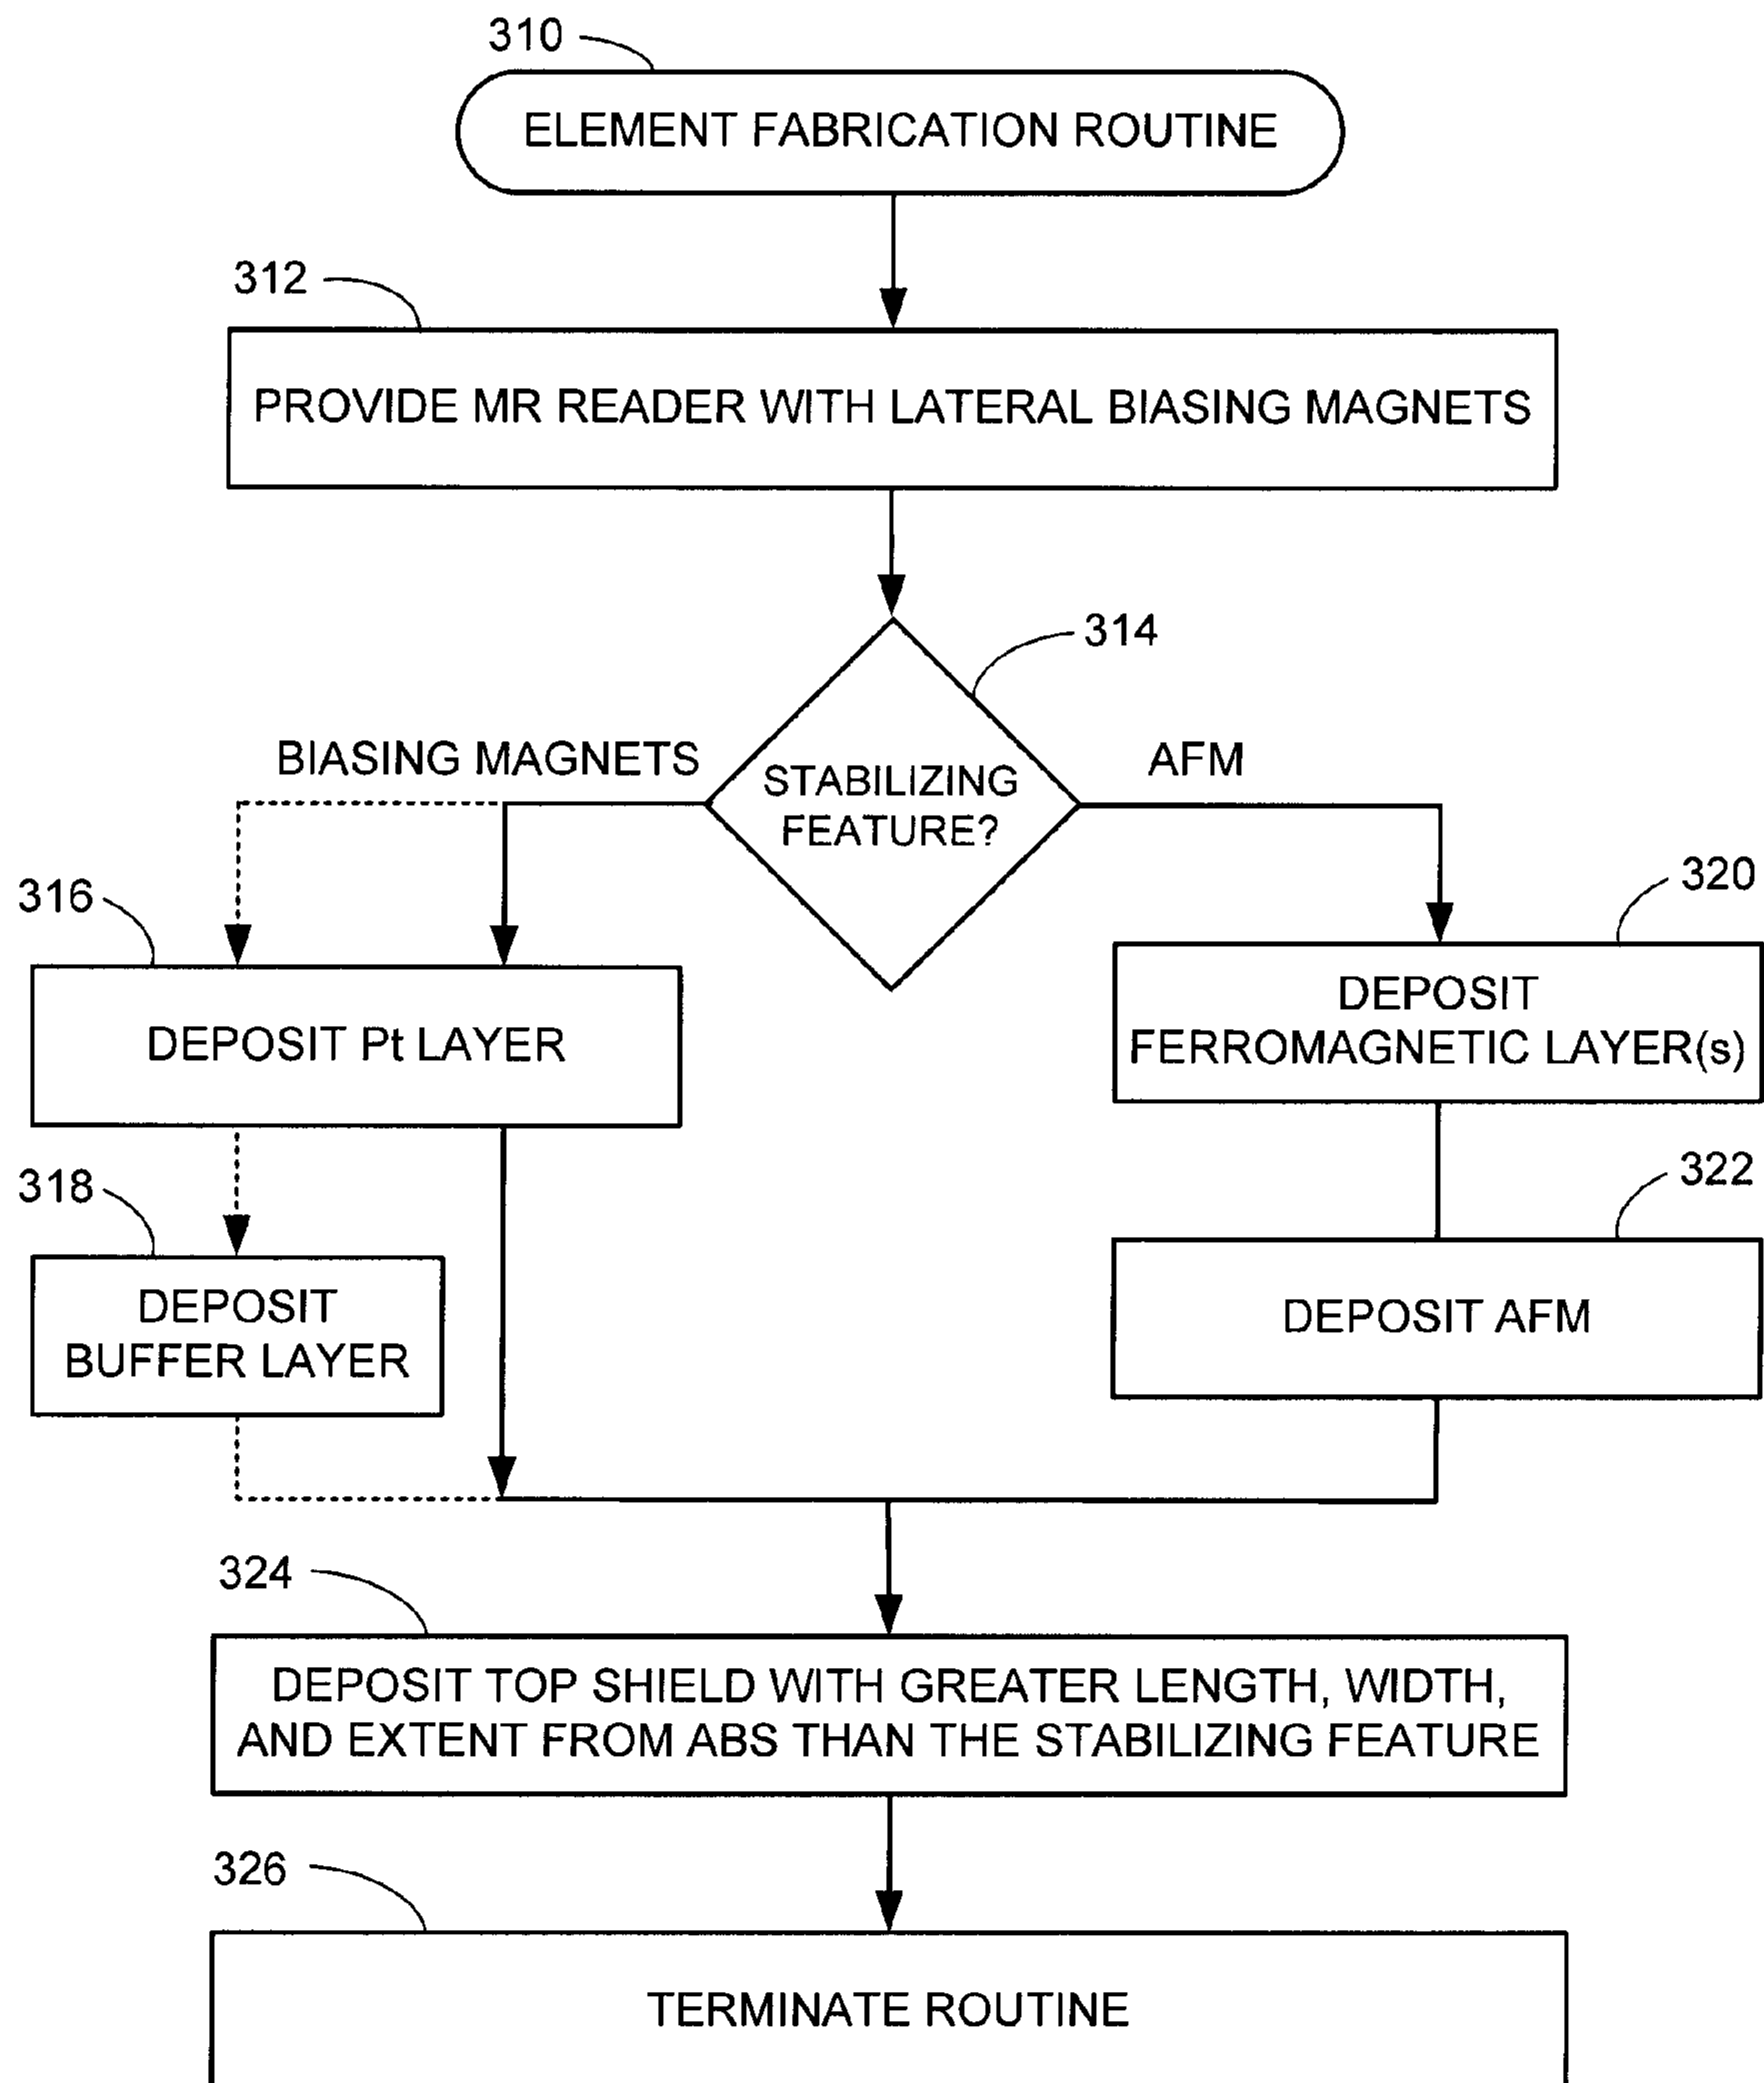 310
ELEMENT FABRICATION ROUTINE
312
PROVIDE MR READER WITH LATERAL BIASING MAGNETS
314
BIASING MAGNETS
AFM
STABILIZING
FEATURE?
316
320
DEPOSIT Pt LAYER
DEPOSIT
FERROMAGNETIC LAYER(s)
318
322
DEPOSIT
BUFFER LAYER
DEPOSIT AFM
324
DEPOSIT TOP SHIELD WITH GREATER LENGTH, WIDTH,
AND EXTENT FROM ABS THAN THE STABILIZING FEATURE
326
TERMINATE ROUTINE